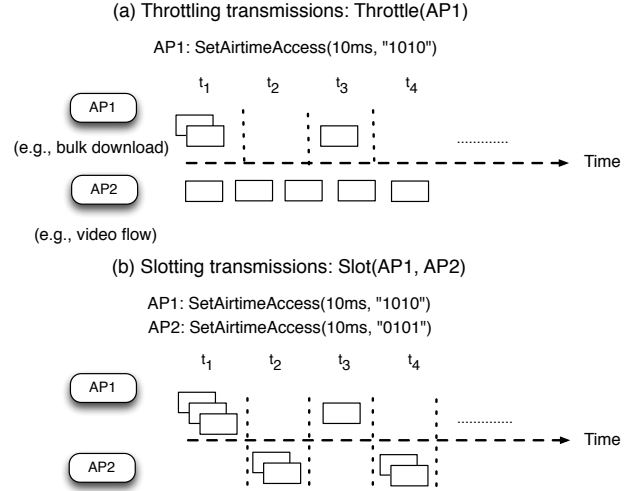 (a) Throttling transmissions: Throttle(AP1)
AP1: SetAirtimeAccess(10ms, "1010")
t1 t2 t3 t4
AP1
(e.g., bulk download)
.............
Time
AP2
(e.g., video flow)
(b) Slotting transmissions: Slot(AP1, AP2)
AP1: SetAirtimeAccess(10ms, "1010")
AP2: SetAirtimeAccess(10ms, "0101")
t1 t2 t3 t4
AP1
.............
Time
AP2